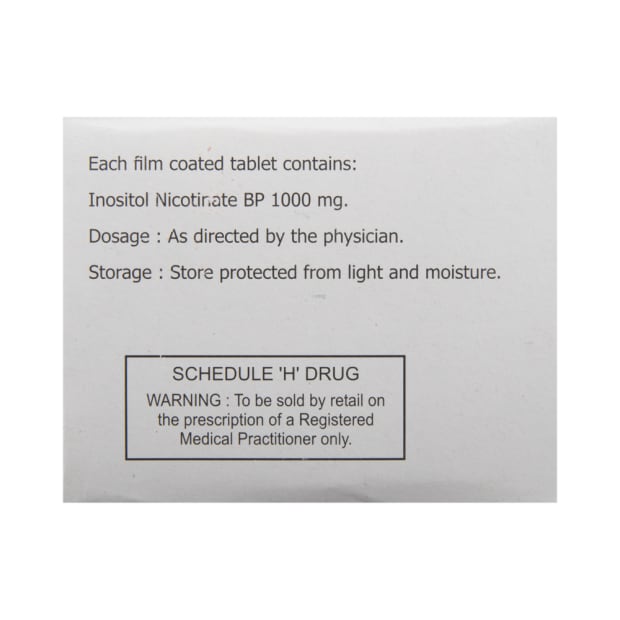 Each film coated tablet contains:
Inositol Nicotinate BP 1000 mg.
Dosage : As directed by the physician.
Storage : Store protected from light and moisture.
SCHEDULE 'H' DRUG
WARNING : To be sold by retail on
the prescription of a Registered
Medical Practitioner only.